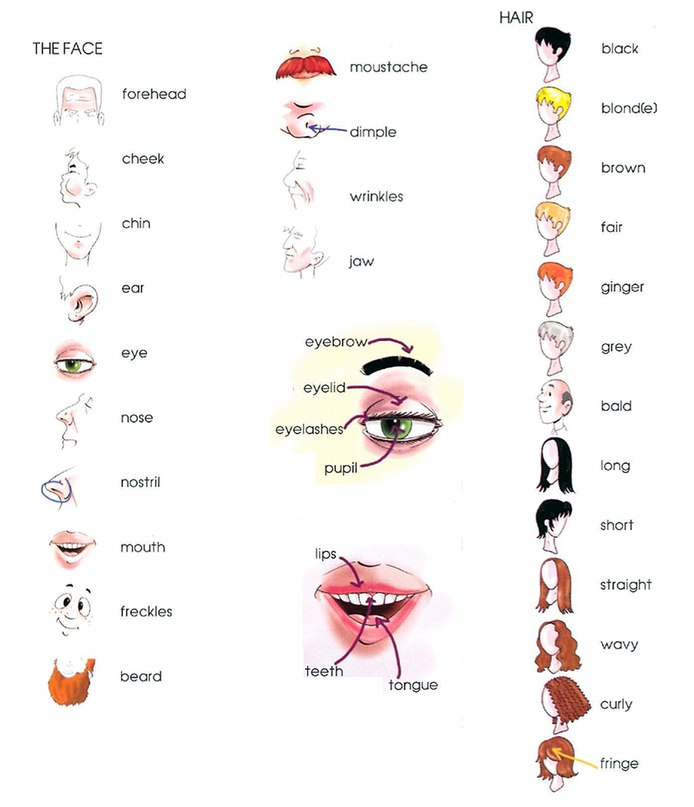 THE FACE
forehead
cheek
chin
ear
eye
nose
nostril
mouth
freckles
beard
moustache
dimple
wrinkles
jaw
eyebrow
eyelid
eyelashes
pupil
lips
teeth
tongue
HAIR
black
blond(e)
brown
fair
ginger
grey
bald
long
short
straight
wavy
curly
fringe